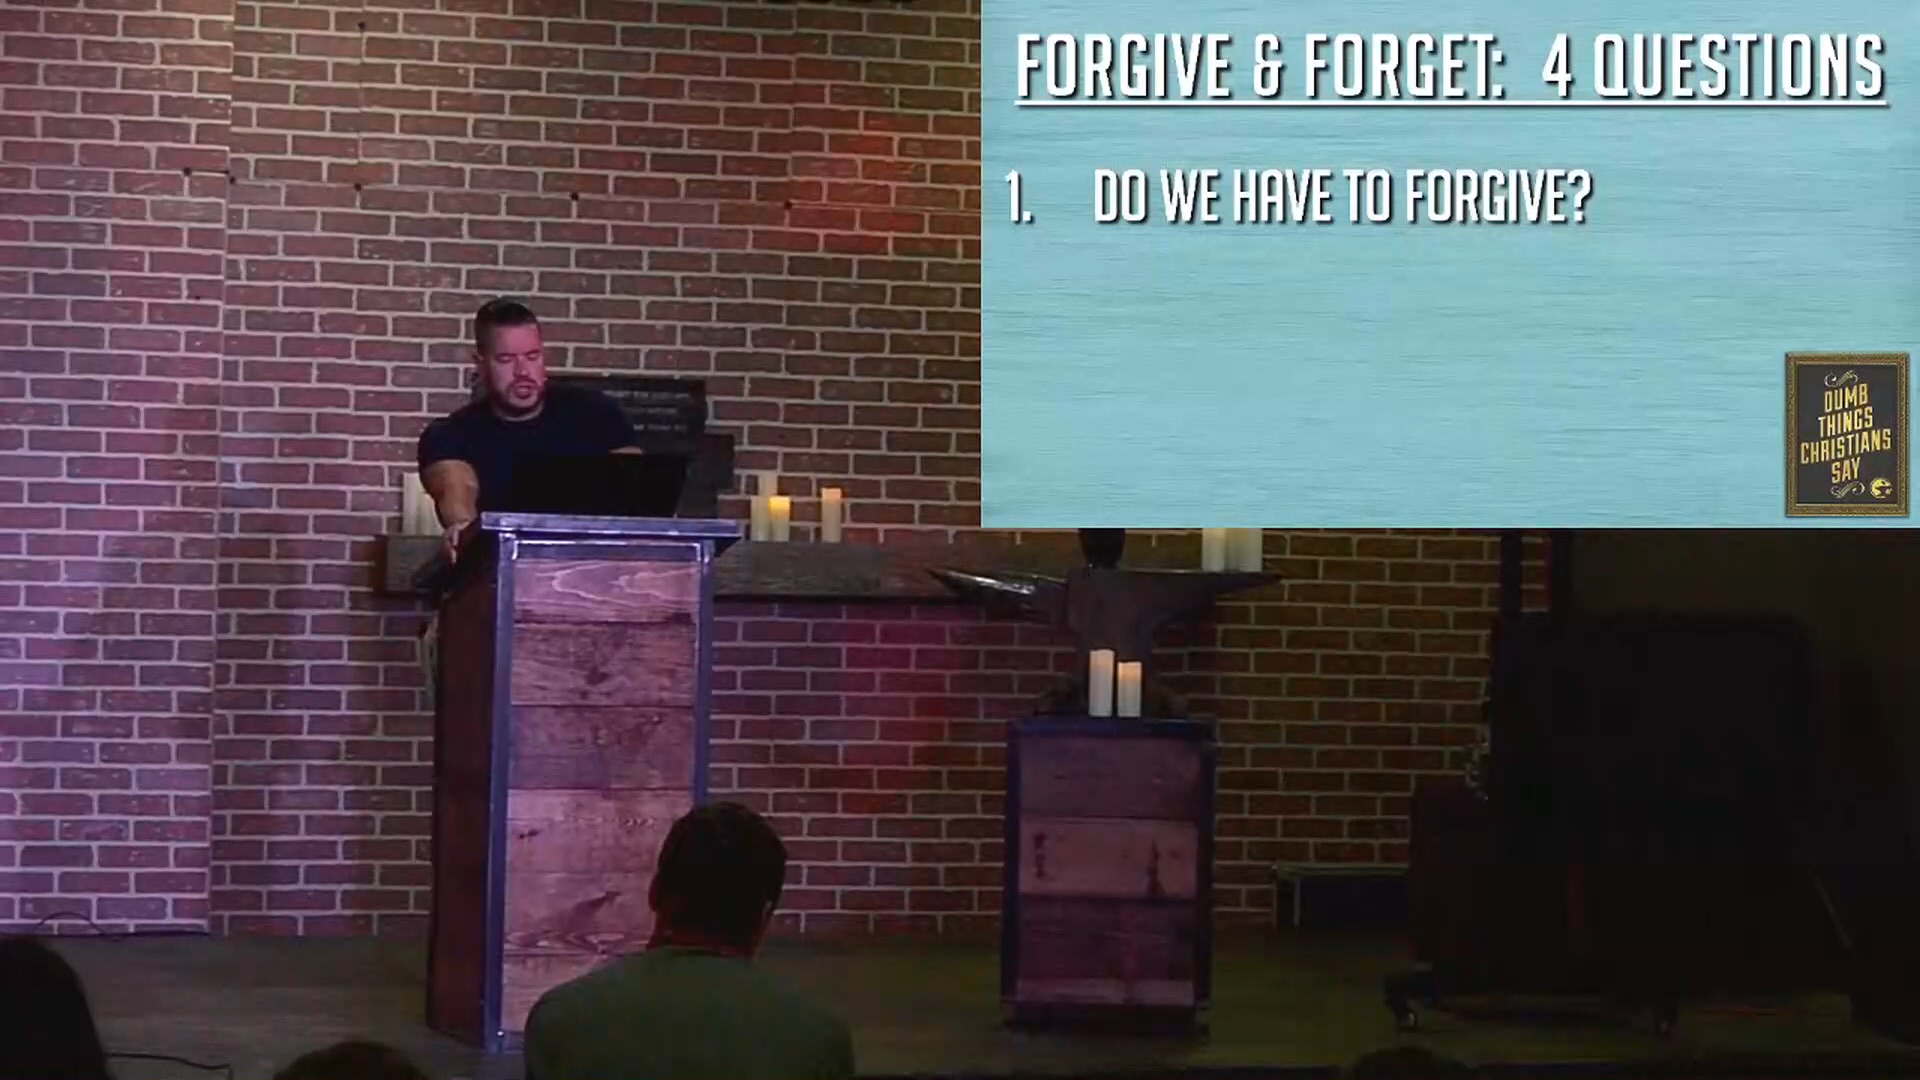 FORGIVE & FORGET: 4 QUESTIONS
1. DO WE HAVE TO FORGIVE?
DUMB
THINGS
CHRISTIANS
SAY